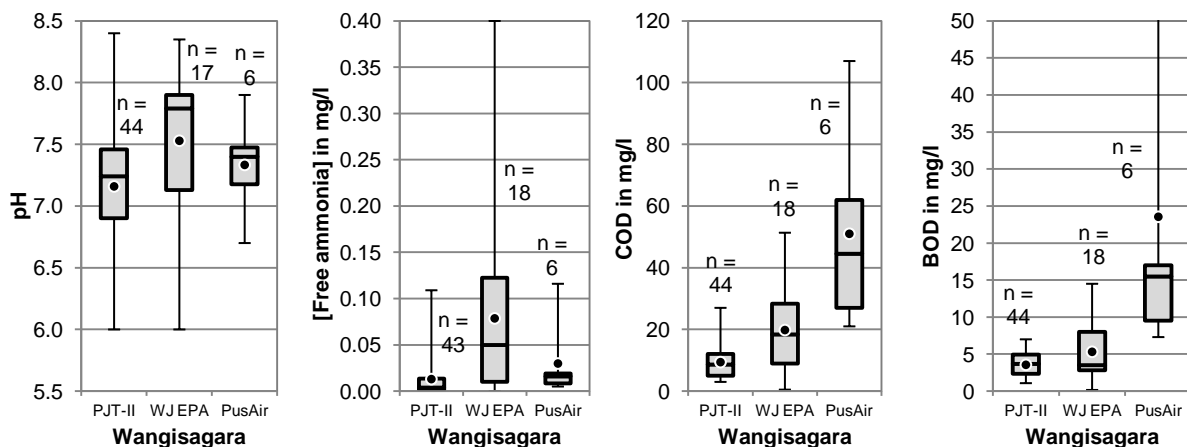 pH
8.5
8.0
7.5
7.0
6.5
6.0
5.5
n =
44
n =
17
n =
6
PJT-II WJ EPA PusAir
Wangisagara
[Free ammonia] in mg/l
0.40
0.35
0.30
0.25
0.20
0.15
0.10
0.05
0.00
n =
43
n =
18
n =
6
PJT-II WJ EPA PusAir
Wangisagara
COD in mg/l
120
100
80
60
40
20
0
n =
44
n =
18
n =
6
PJT-II WJ EPA PusAir
Wangisagara
BOD in mg/l
50
45
40
35
30
25
20
15
10
5
0
n =
44
n =
18
n =
6
PJT-II WJ EPA PusAir
Wangisagara